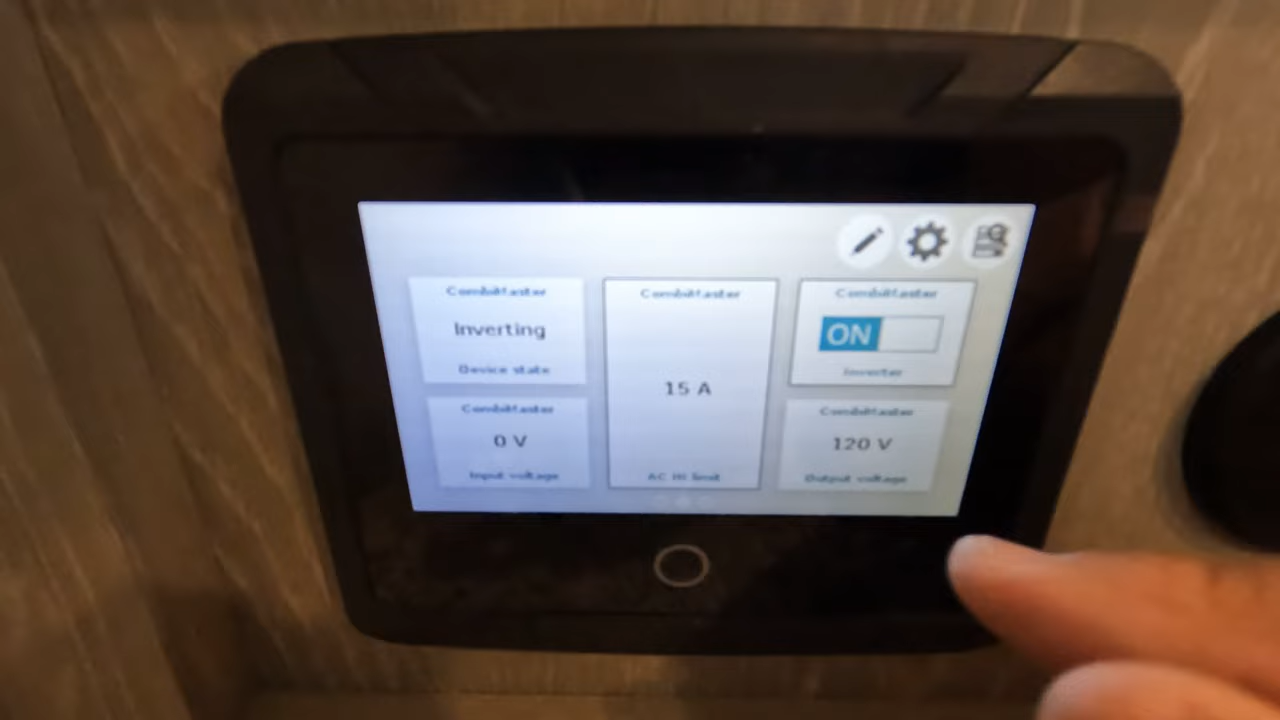 CombiMaster
Inverting
Device state
CombiMaster
0 V
Input voltage
CombiMaster
15 A
AC IN limit
CombiMaster
ON
Inverter
CombiMaster
120 V
Output voltage